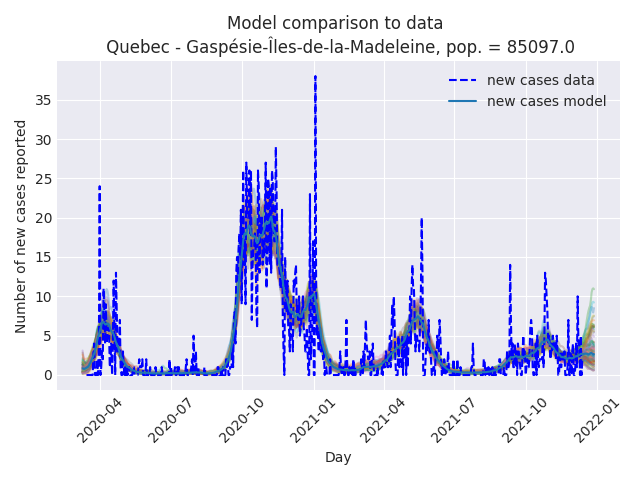 Model comparison to data
Quebec - Gaspésie-Îles-de-la-Madeleine, pop. = 85097.0
new cases data
new cases model
Number of new cases reported
35
30
25
20
15
10
5
0
2020-04
2020-07
2020-10
2021-01
2021-04
2021-07
2021-10
2022-01
Day